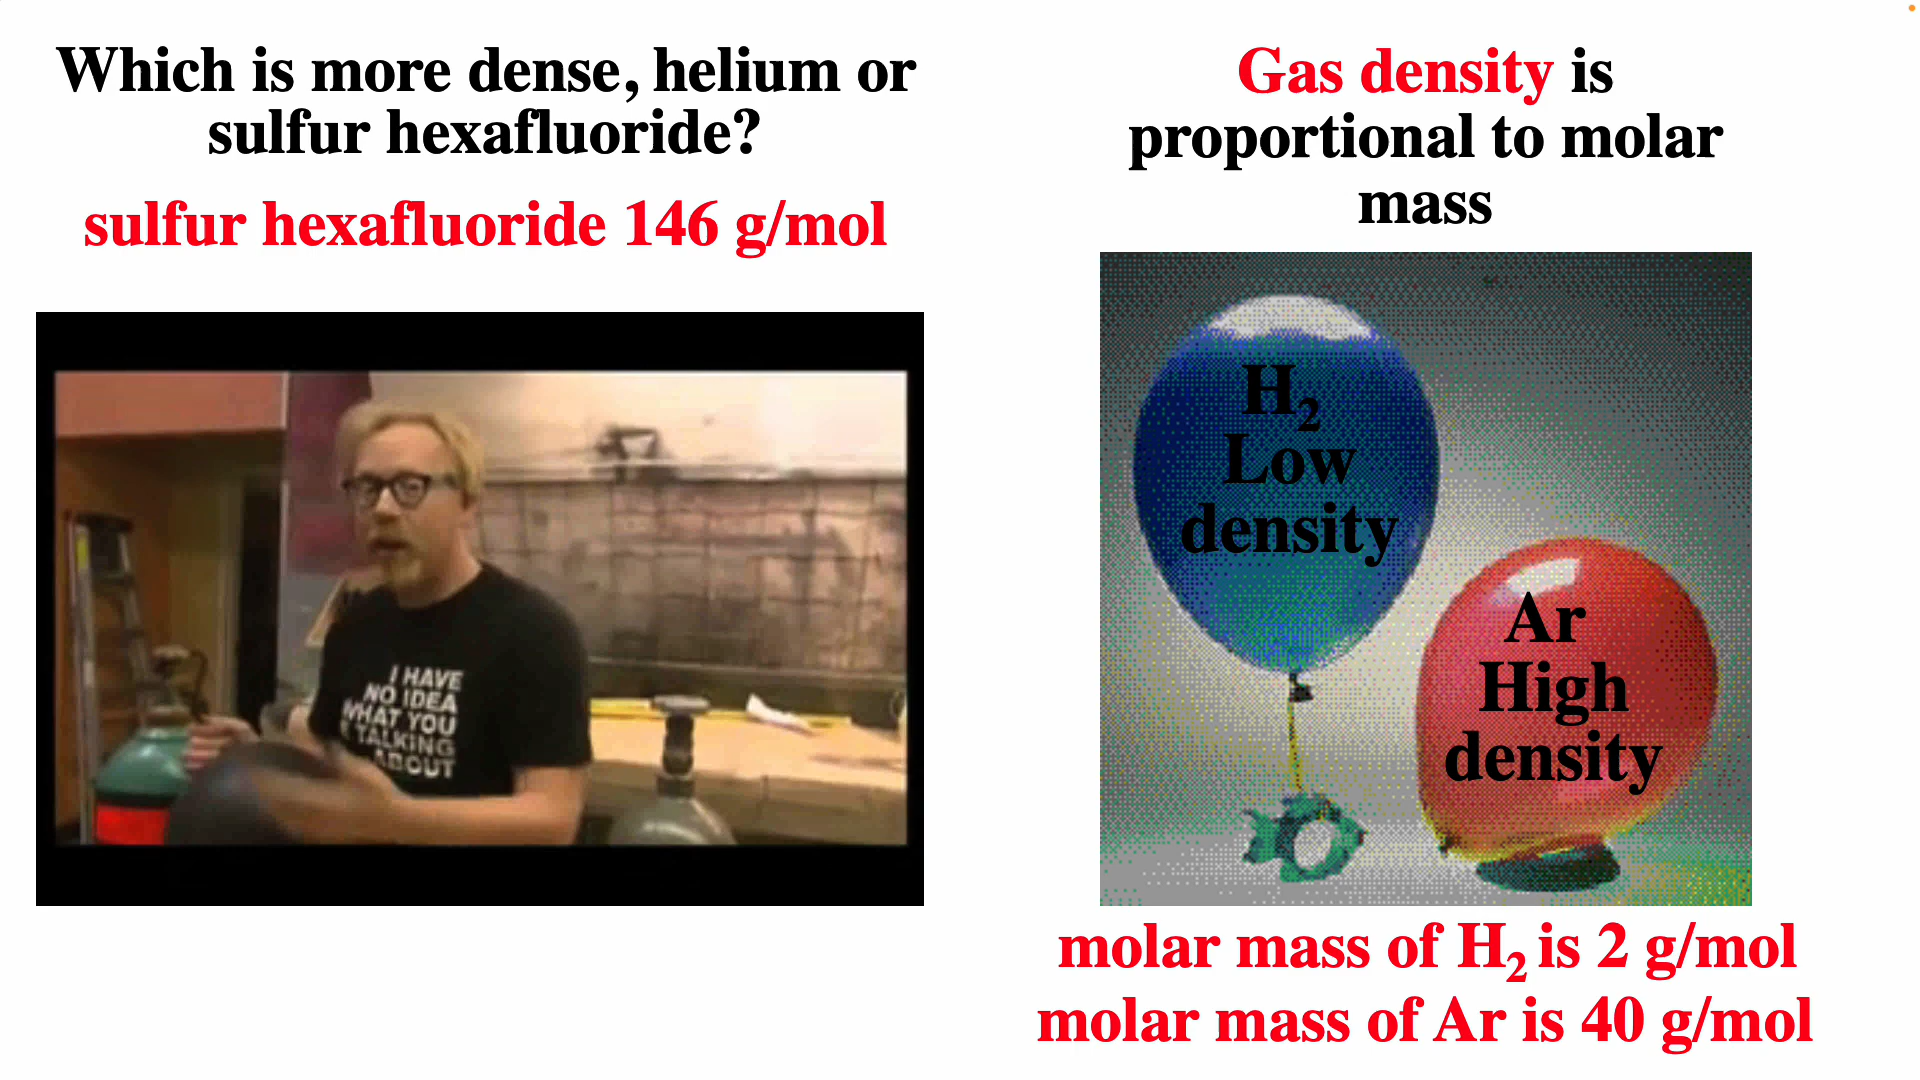 Which is more dense, helium or
sulfur hexafluoride?
sulfur hexafluoride 146 g/mol
I HAVE
NO IDEA
WHAT YOU
TALKING
ABOUT
Gas density is
proportional to molar
mass
H₂
Low
density
Ar
High
density
molar mass of H₂ is 2 g/mol
molar mass of Ar is 40 g/mol